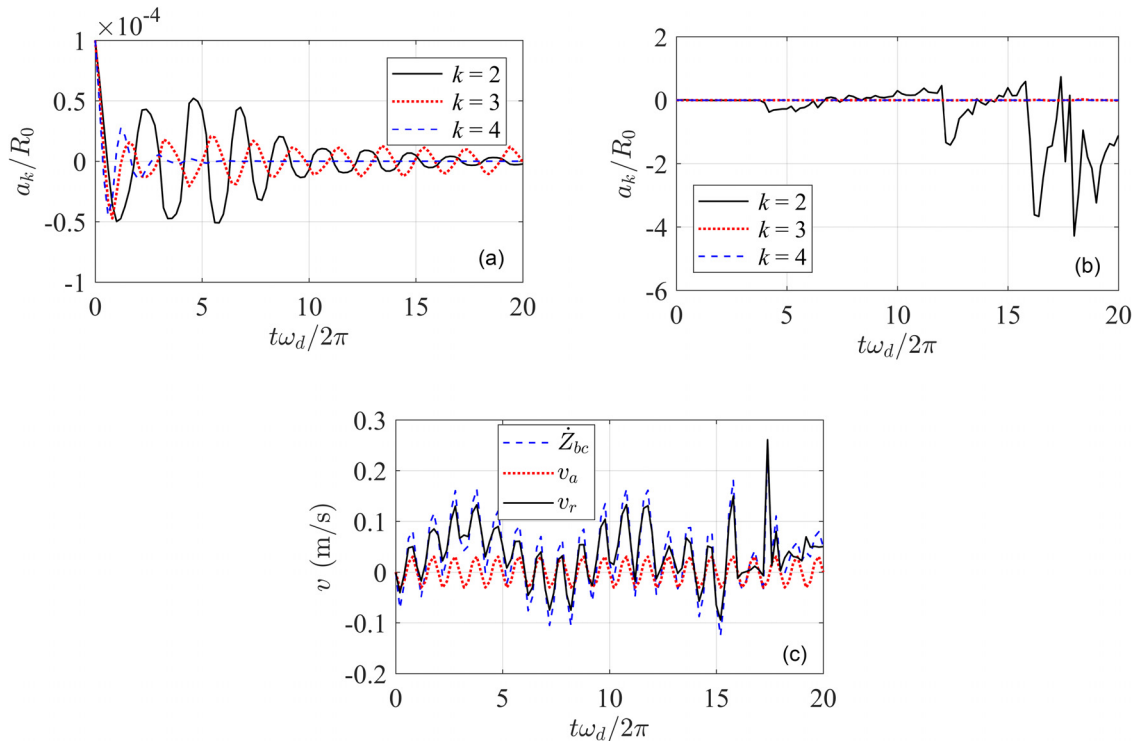 ×10^-4
1
0.5
0
-0.5
-1
a_k/R_0
k = 2
k = 3
k = 4
(a)
0 5 10 15 20
tω_d/2π
2
0
-2
-4
-6
a_k/R_0
k = 2
k = 3
k = 4
(b)
0 5 10 15 20
tω_d/2π
0.3
0.2
0.1
0
-0.1
-0.2
v (m/s)
Ż_bc
v_a
v_r
(c)
0 5 10 15 20
tω_d/2π